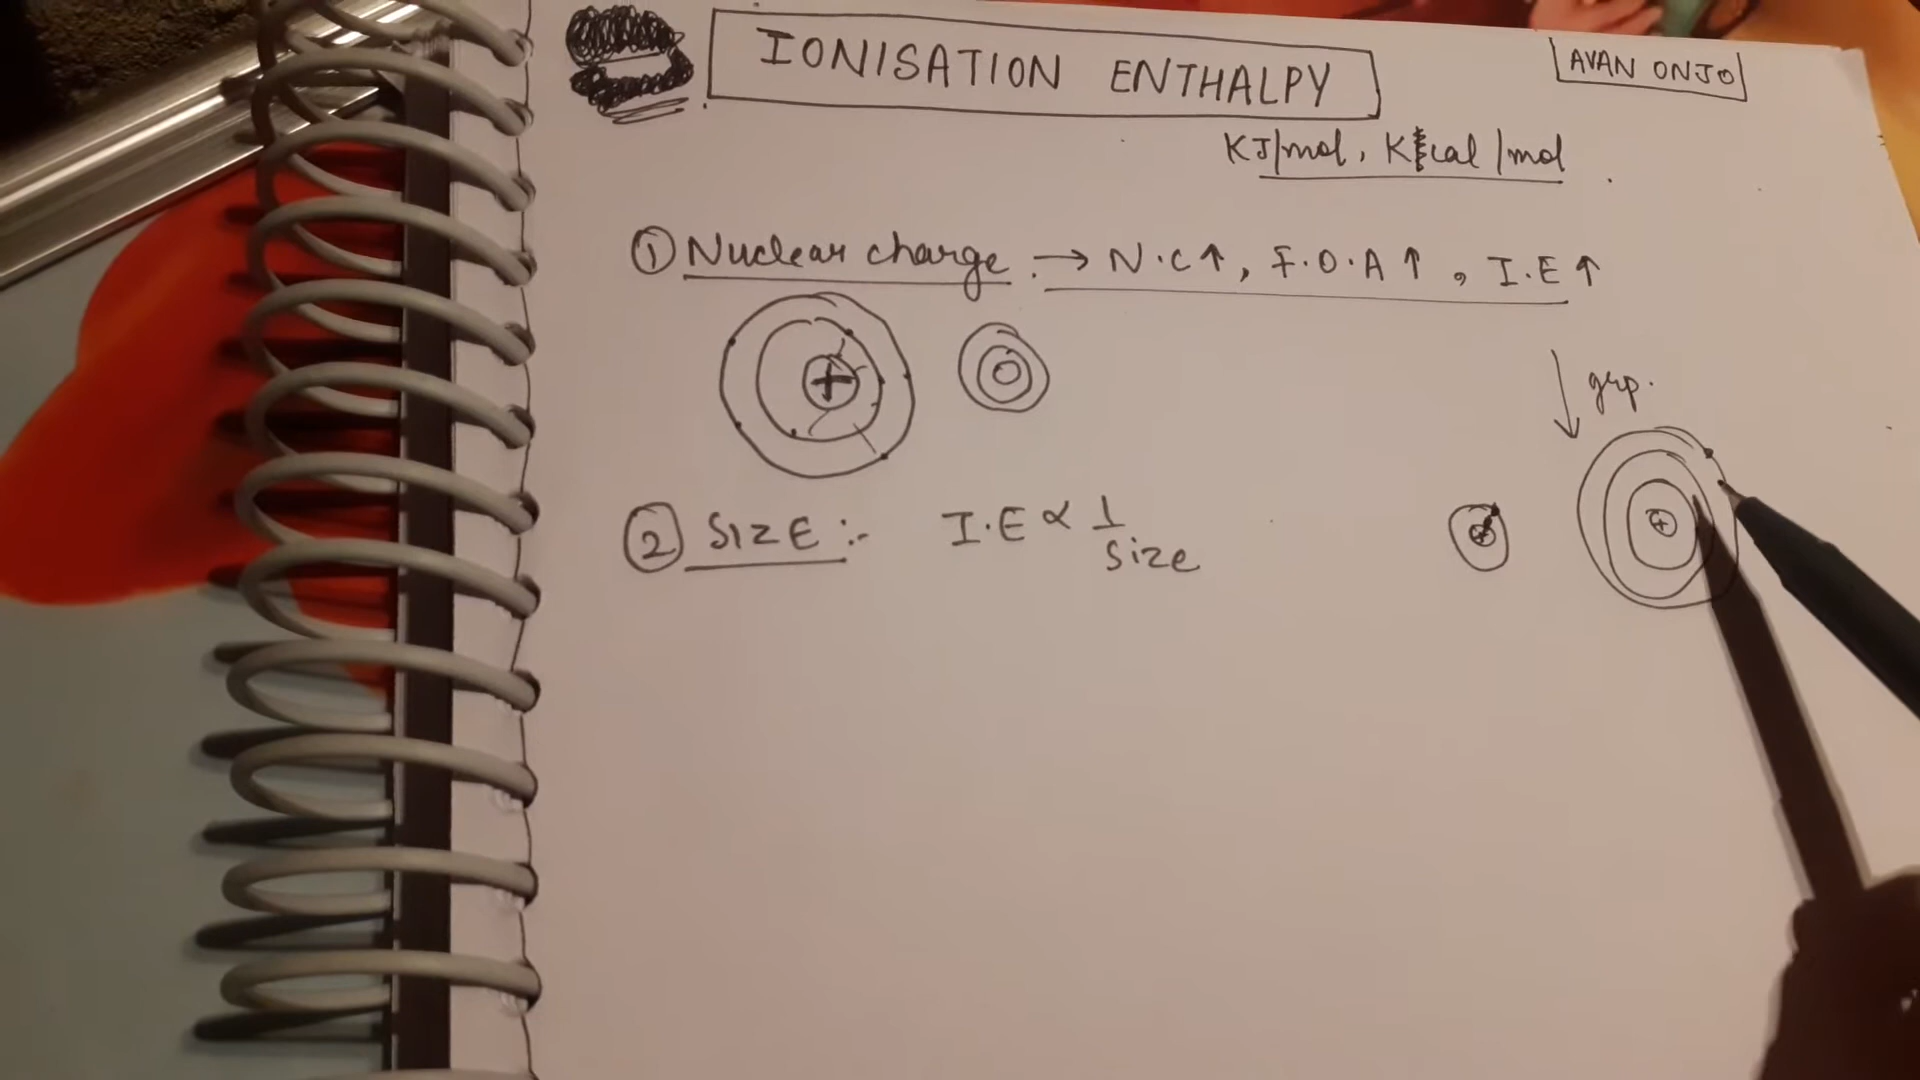 IONISATION ENTHALPY
AVAN ONJO
KJ/mol, Kcal/mol
① Nuclear charge → N.C↑, F.O.A↑, I.E↑
grp.
② SIZE :- I.E ∝ 1/size
+
+
+